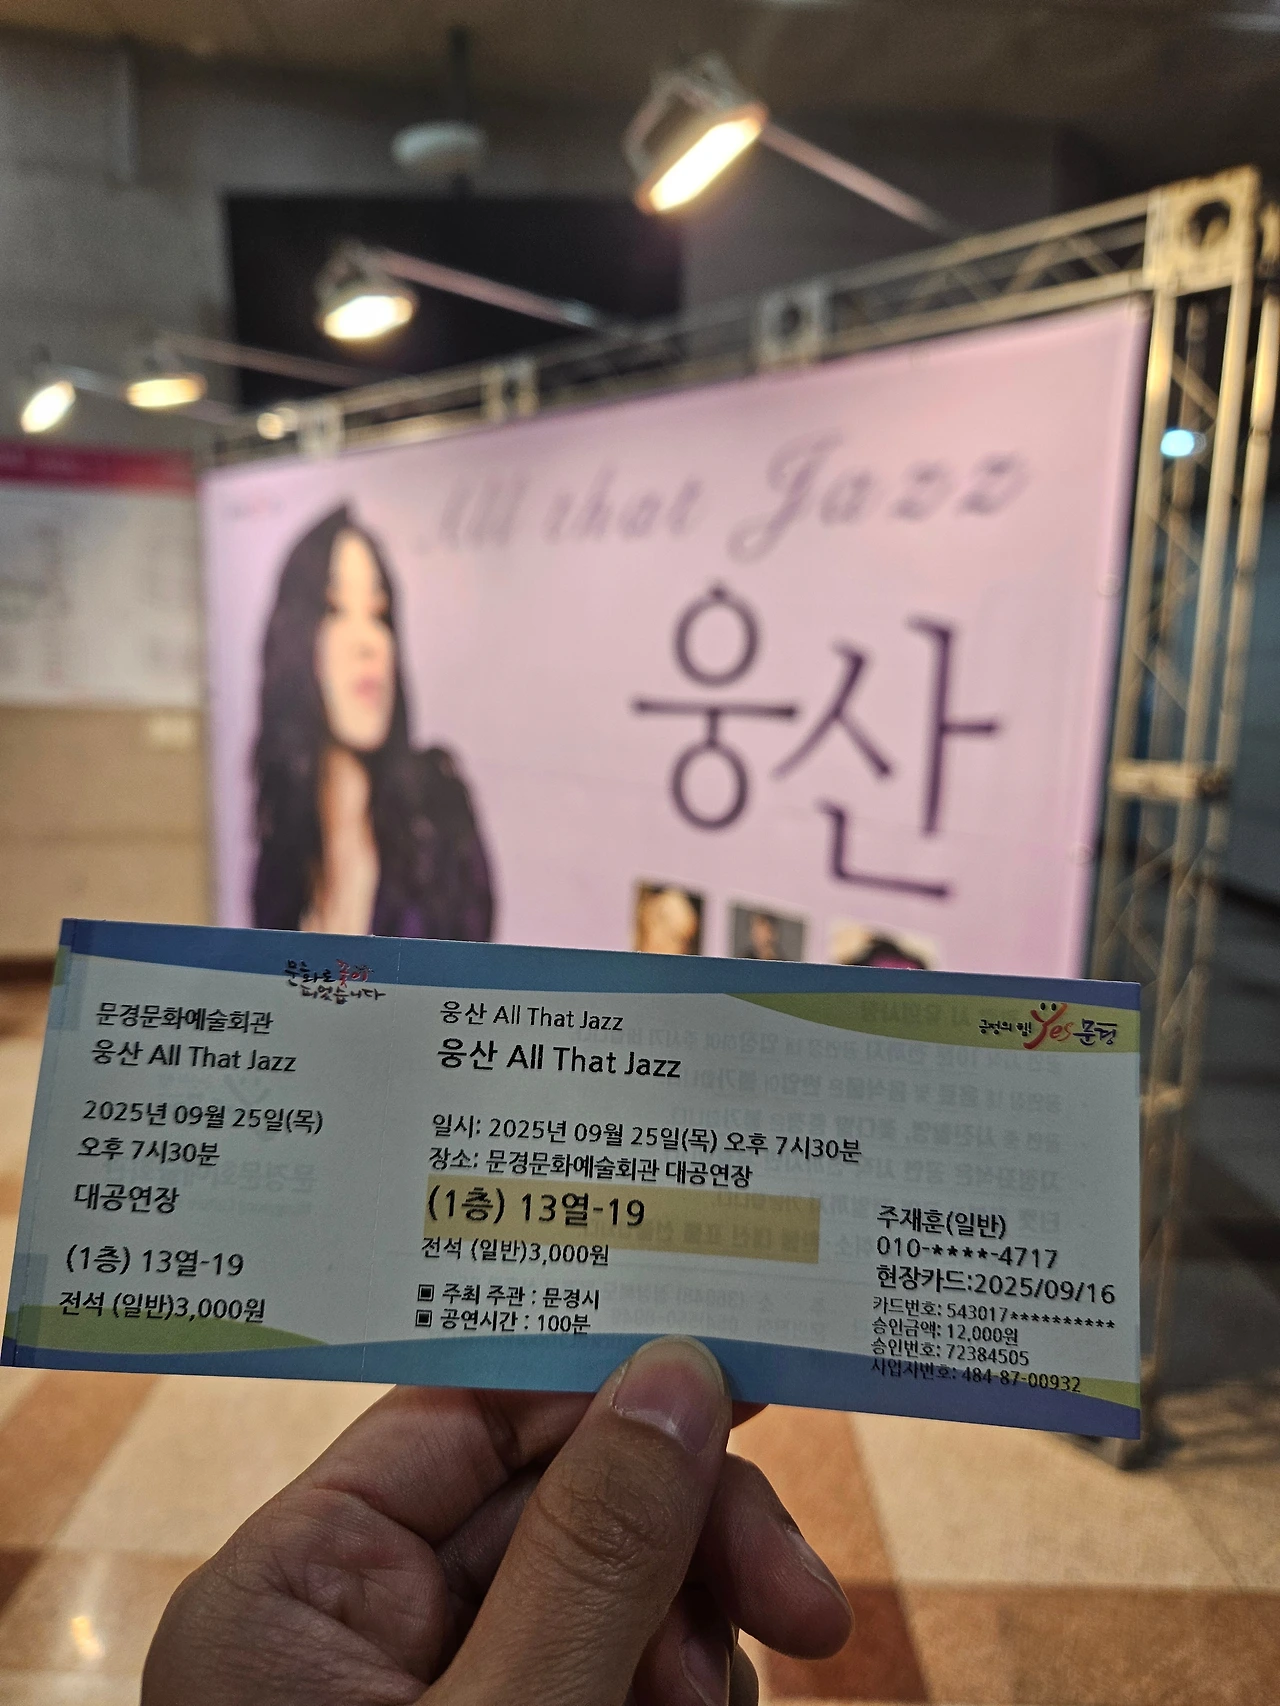 All that Jazz
웅산
문화로 꽃이
피었습니다
문경문화예술회관
웅산 All That Jazz
2025년 09월 25일(목)
오후 7시30분
대공연장
(1층) 13열-19
전석 (일반)3,000원
웅산 All That Jazz
웅산 All That Jazz
일시: 2025년 09월 25일(목) 오후 7시30분
장소: 문경문화예술회관 대공연장
(1층) 13열-19
전석 (일반)3,000원
▣ 주최 주관 : 문경시
▣ 공연시간 : 100분
긍정의 힘! Yes 문경
주재훈(일반)
010-****-4717
현장카드:2025/09/16
카드번호: 543017**********
승인금액: 12,000원
승인번호: 72384505
사업자번호: 484-87-00932